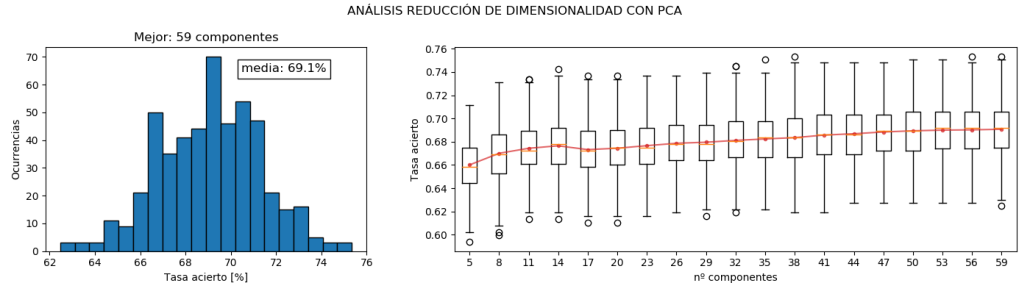 ANÁLISIS REDUCCIÓN DE DIMENSIONALIDAD CON PCA
Mejor: 59 componentes
media: 69.1%
70
60
50
40
30
20
10
0
Ocurrencias
62 64 66 68 70 72 74 76
Tasa acierto [%]
0.76
0.74
0.72
0.70
0.68
0.66
0.64
0.62
0.60
Tasa acierto
5 8 11 14 17 20 23 26 29 32 35 38 41 44 47 50 53 56 59
nº componentes